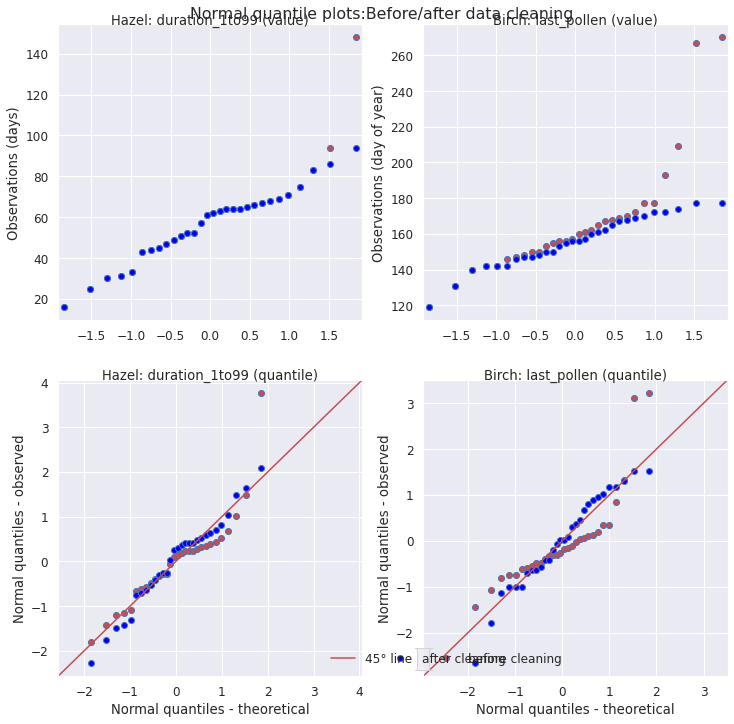 Normal quantile plots:Before/after data cleaning
Hazel: duration_1to99 (value)
Birch: last_pollen (value)
Observations (days)
140
120
100
80
60
40
20
−1.5 −1.0 −0.5 0.0 0.5 1.0 1.5
Observations (day of year)
260
240
220
200
180
160
140
120
−1.5 −1.0 −0.5 0.0 0.5 1.0 1.5
Hazel: duration_1to99 (quantile)
Birch: last_pollen (quantile)
Normal quantiles - observed
4
3
2
1
0
−1
−2
−2 −1 0 1 2 3 4
Normal quantiles - theoretical
Normal quantiles - observed
3
2
1
0
−1
−2
−2 −1 0 1 2 3
Normal quantiles - theoretical
45° line
after cleaning
before cleaning